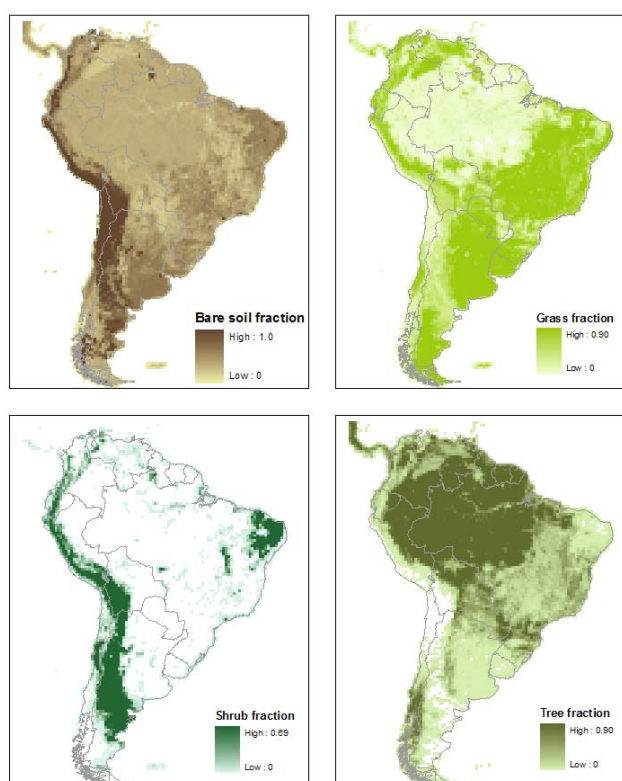 Bare soil fraction
High : 1.0
Low : 0
Grass fraction
High : 0.90
Low : 0
Shrub fraction
High : 0.69
Low : 0
Tree fraction
High : 0.90
Low : 0